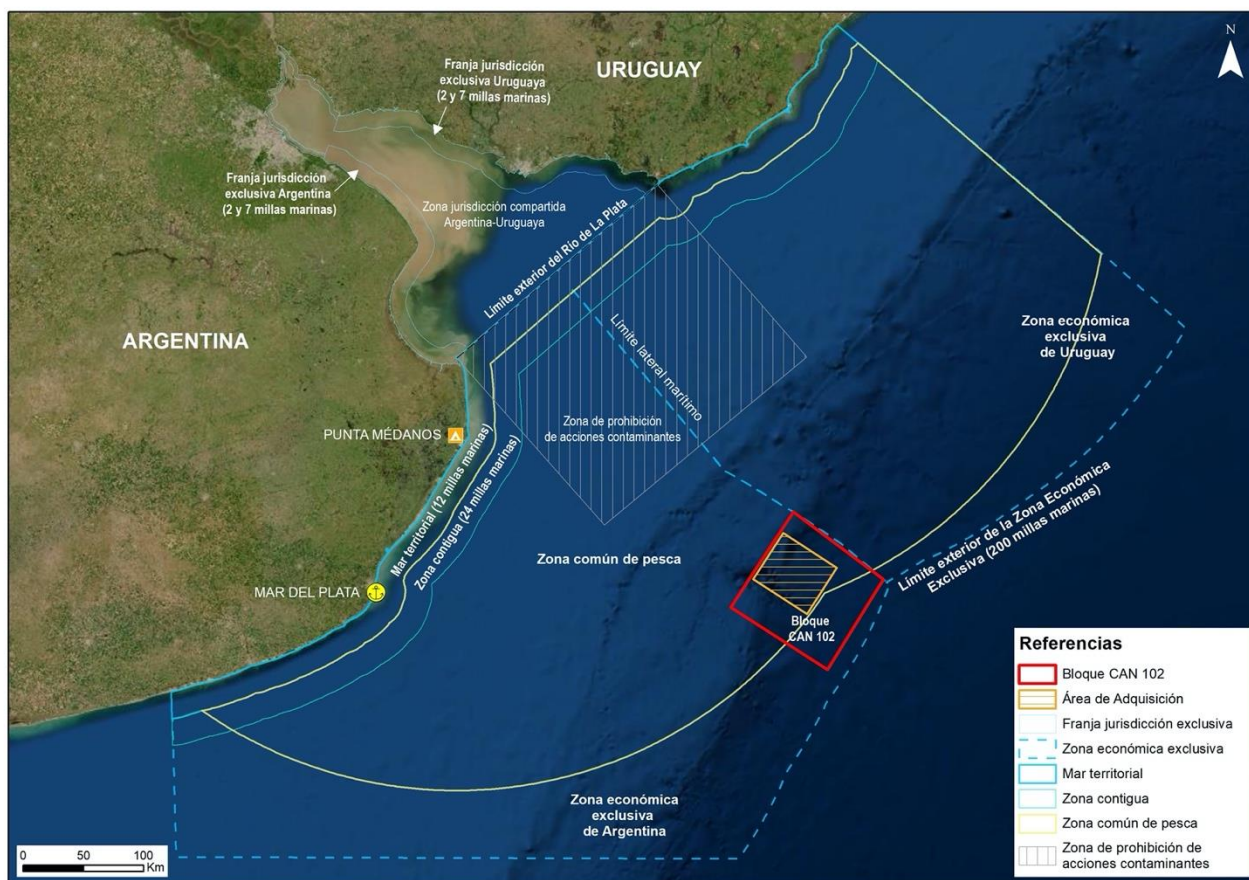 N
URUGUAY
Franja jurisdicción
exclusiva Uruguaya
(2 y 7 millas marinas)
Franja jurisdicción
exclusiva Argentina
(2 y 7 millas marinas)
Zona jurisdicción compartida
Argentina-Uruguaya
Límite exterior del Río de La Plata
ARGENTINA
Zona económica
exclusiva
de Uruguay
Límite lateral marítimo
Zona de prohibición
de acciones contaminantes
PUNTA MÉDANOS
Mar territorial (12 millas marinas)
Zona contigua (24 millas marinas)
Límite exterior de la Zona Económica
Exclusiva (200 millas marinas)
Zona común de pesca
MAR DEL PLATA
Bloque
CAN 102
Zona económica
exclusiva
de Argentina
Referencias
Bloque CAN 102
Área de Adquisición
Franja jurisdicción exclusiva
Zona económica exclusiva
Mar territorial
Zona contigua
Zona común de pesca
Zona de prohibición de
acciones contaminantes
0 50 100
Km